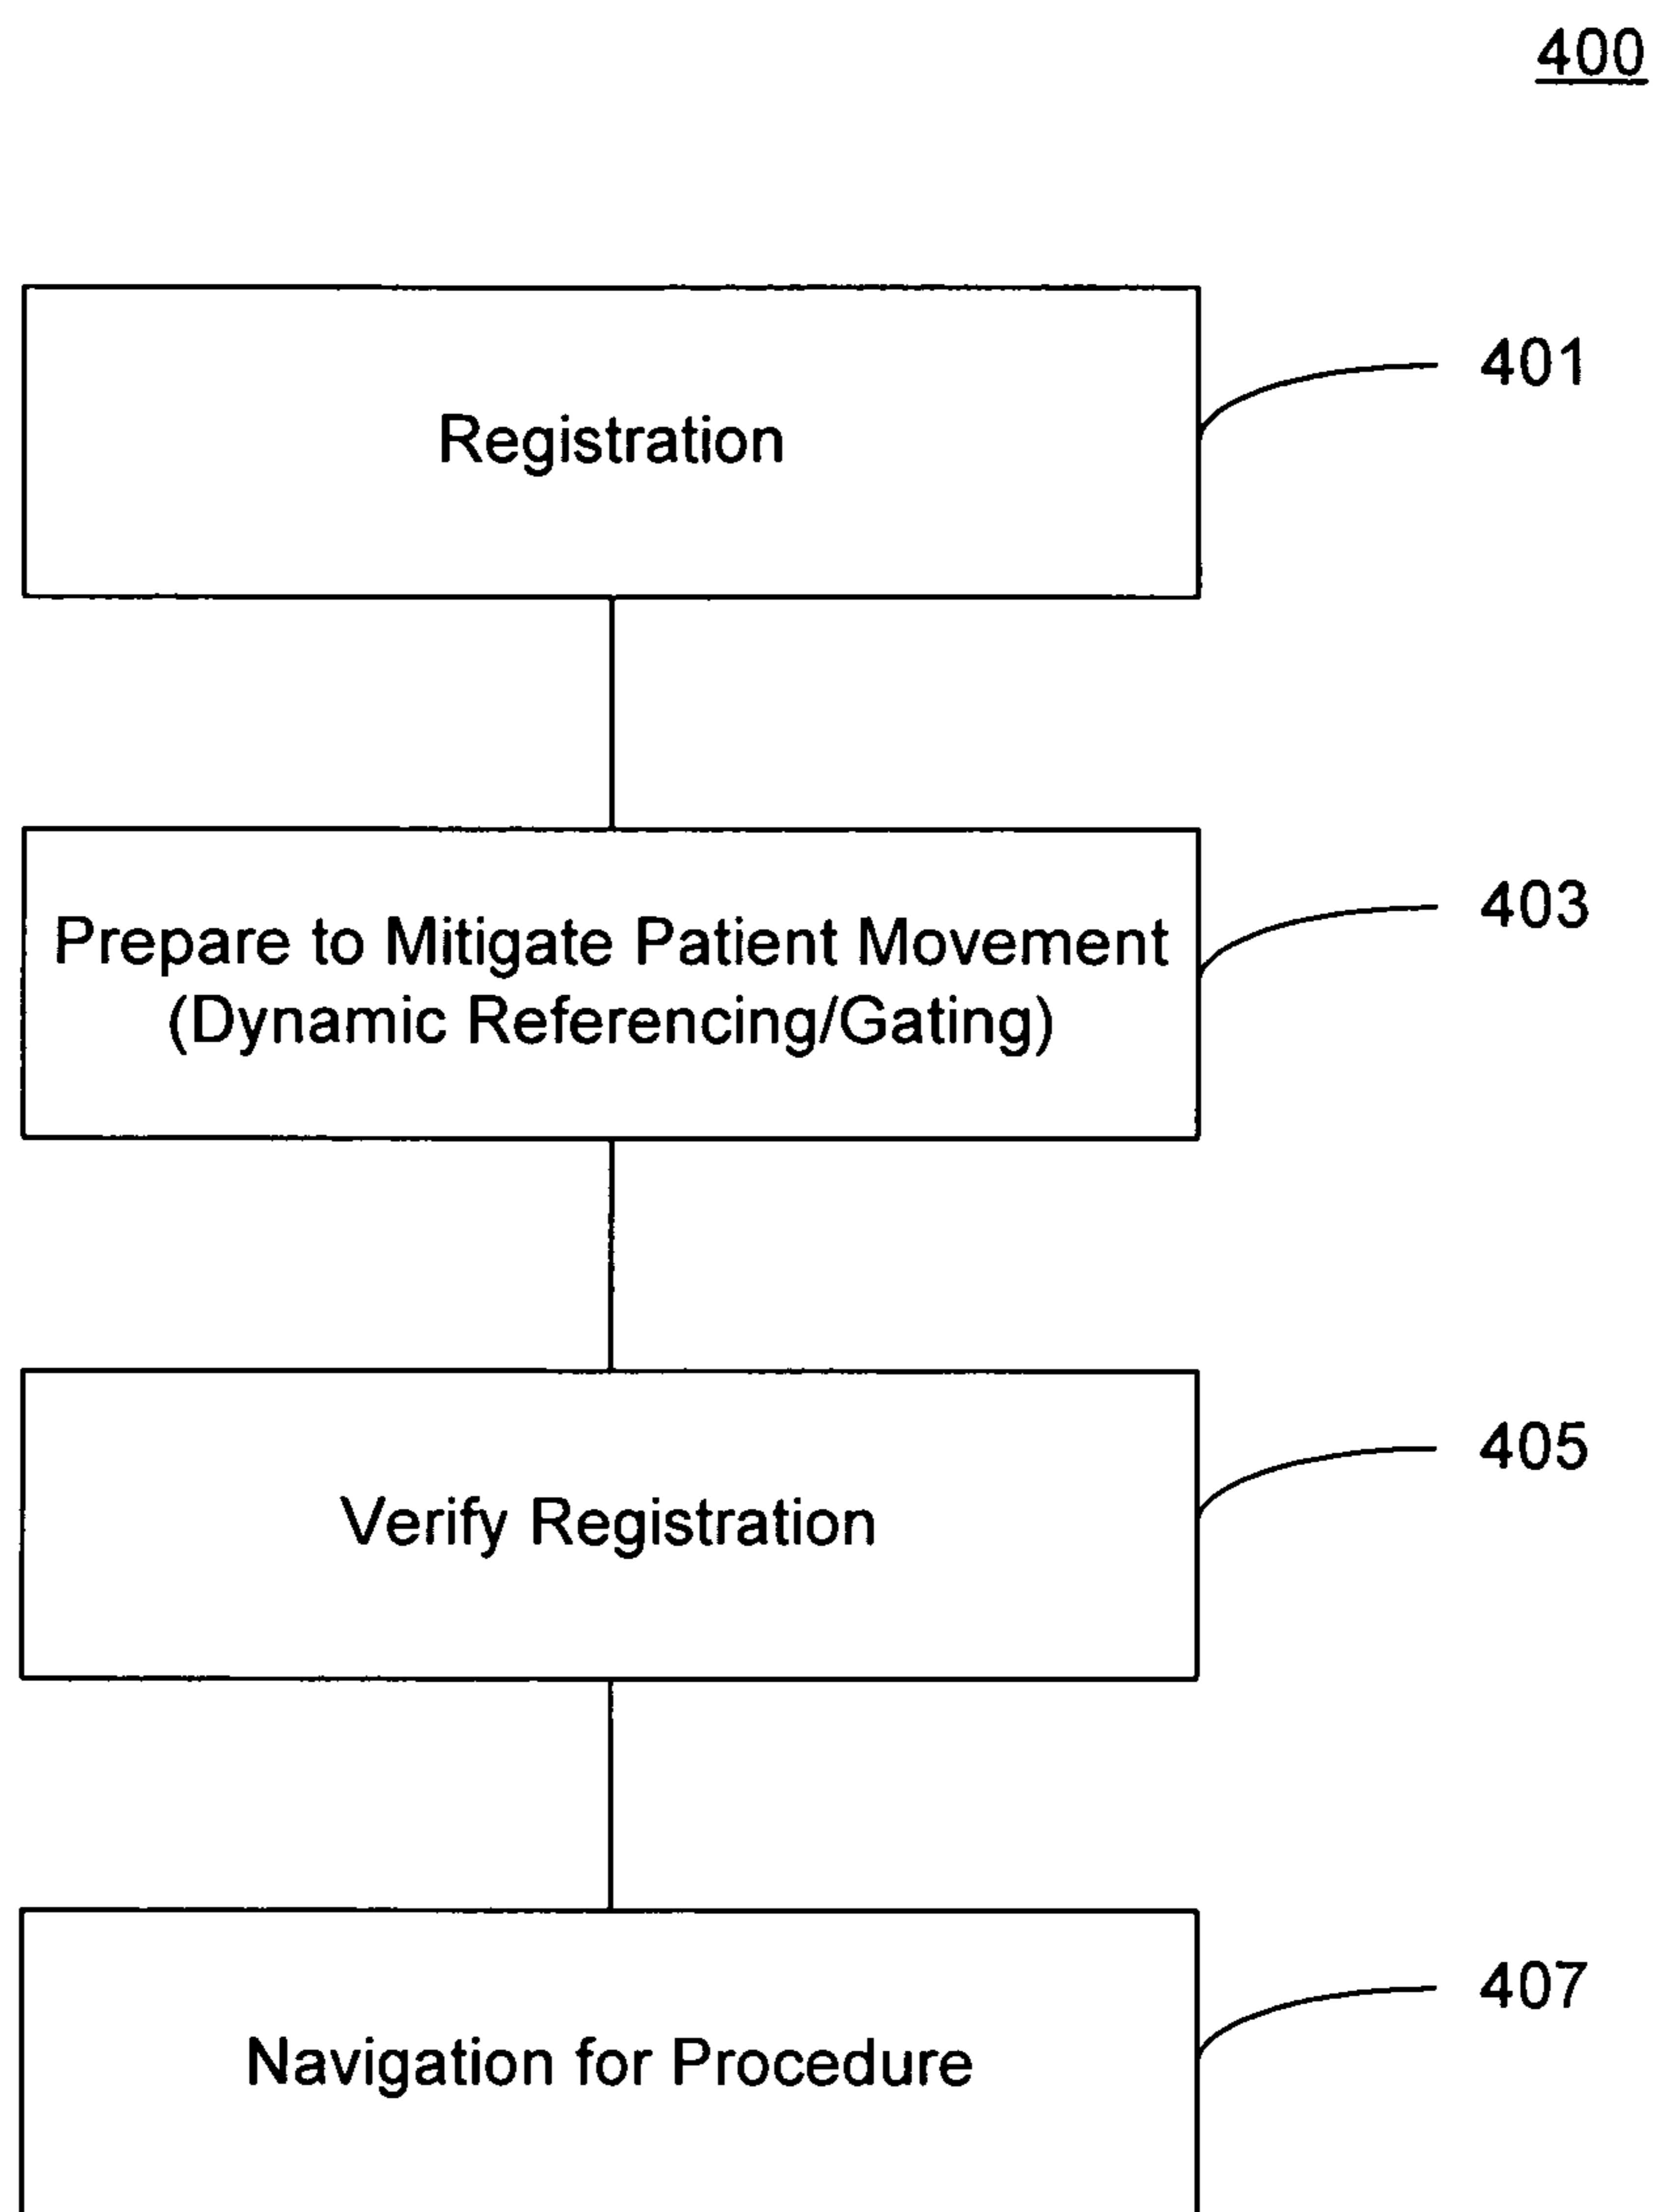 400
Registration
401
Prepare to Mitigate Patient Movement
(Dynamic Referencing/Gating)
403
Verify Registration
405
Navigation for Procedure
407